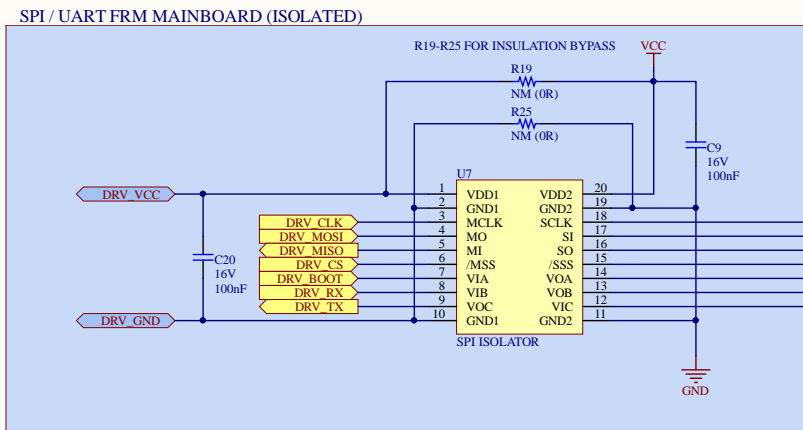 SPI / UART FRM MAINBOARD (ISOLATED)
R19-R25 FOR INSULATION BYPASS
VCC
R19
NM (0R)
R25
NM (0R)
C9
16V
100nF
U7
DRV_VCC
1 VDD1 VDD2 20
2 GND1 GND2 19
DRV_CLK 3 MCLK SCLK 18
DRV_MOSI 4 MO SI 17
DRV_MISO 5 MI SO 16
DRV_CS 6 /MSS /SSS 15
DRV_BOOT 7 VIA VOA 14
DRV_RX 8 VIB VOB 13
DRV_TX 9 VOC VIC 12
10 GND1 GND2 11
C20
16V
100nF
DRV_GND
SPI ISOLATOR
GND